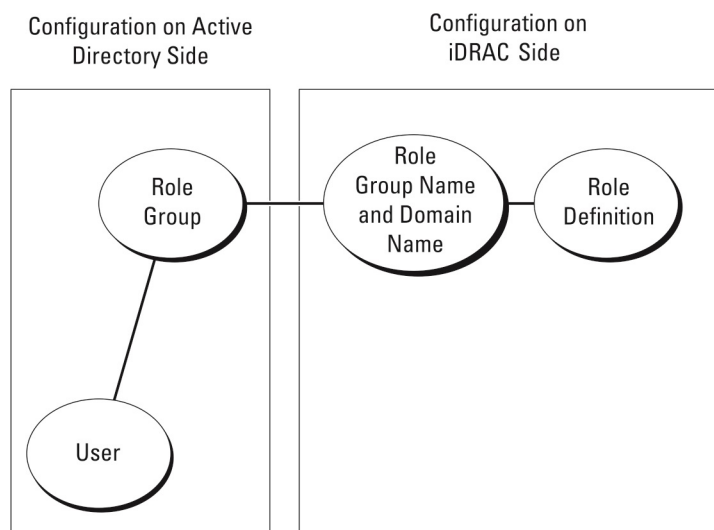 Configuration on Active
Directory Side
Configuration on
iDRAC Side
Role
Group
Role
Group Name
and Domain
Name
Role
Definition
User